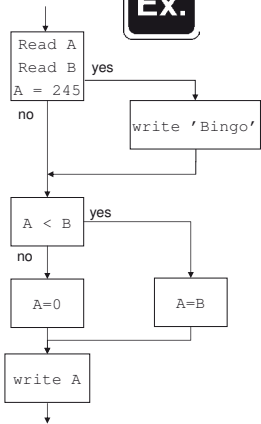 Ex.
Read A
Read B
A = 245
yes
no
write 'Bingo'
A < B
yes
no
A=0
A=B
write A